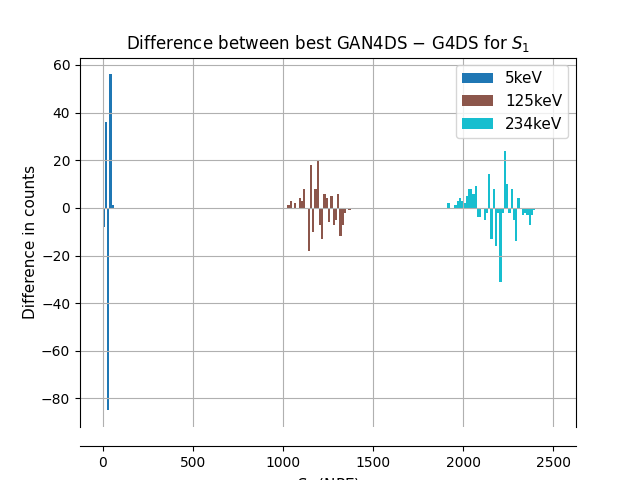 Difference between best GAN4DS − G4DS for S₁
5keV
125keV
234keV
Difference in counts
60
40
20
0
−20
−40
−60
−80
0 500 1000 1500 2000 2500